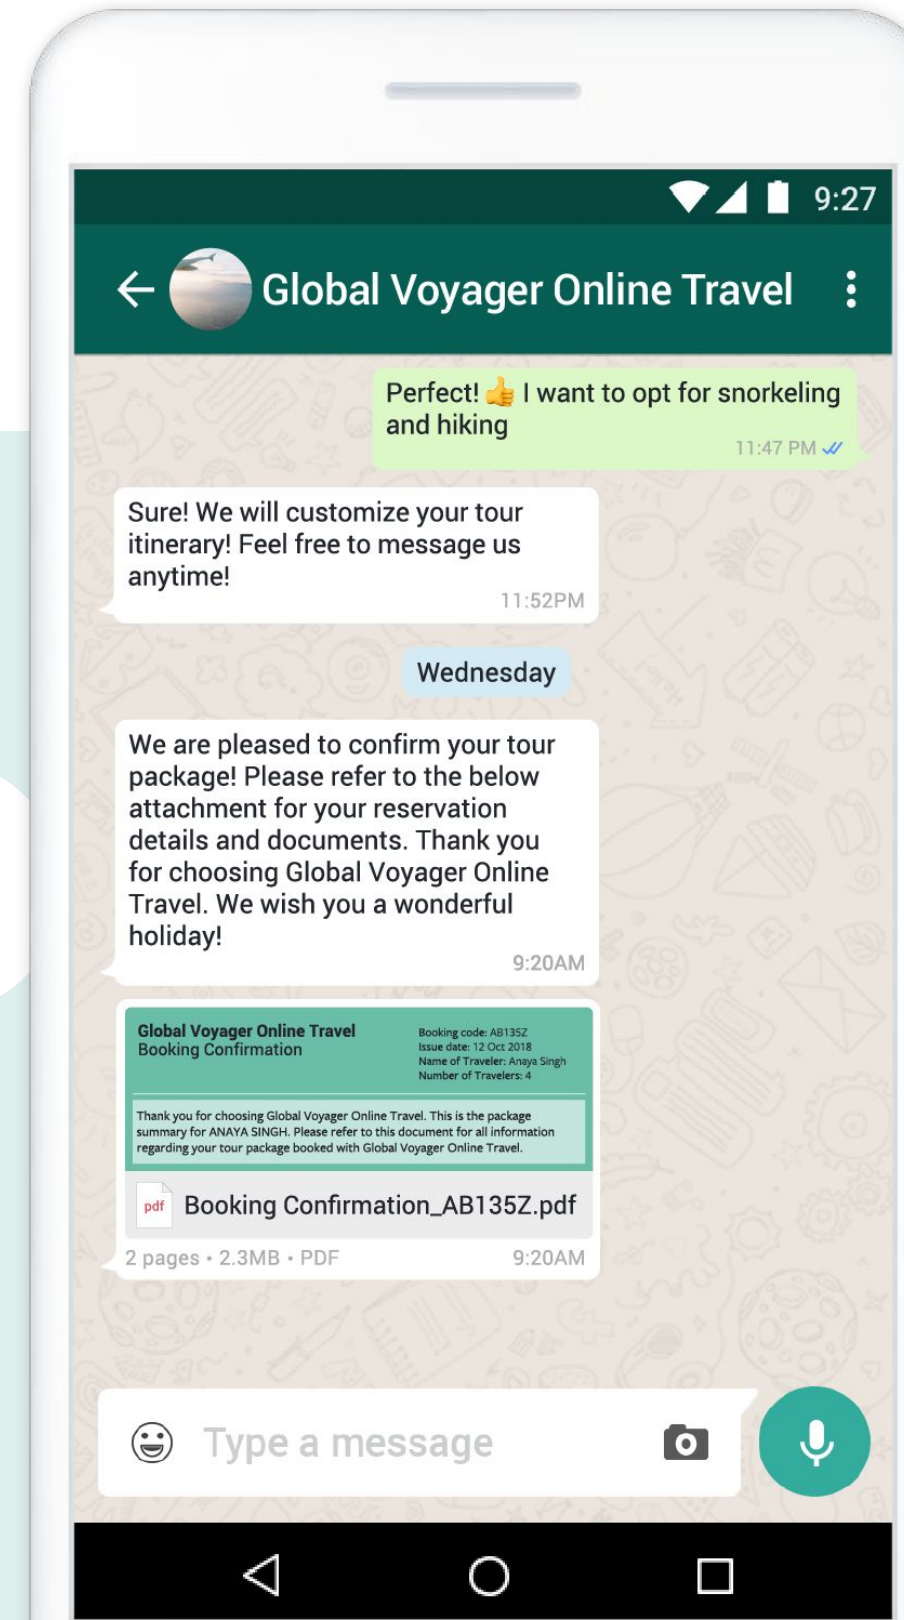 9:27
Global Voyager Online Travel
Perfect! 👍 I want to opt for snorkeling
and hiking
11:47 PM
Sure! We will customize your tour
itinerary! Feel free to message us
anytime!
11:52PM
Wednesday
We are pleased to confirm your tour
package! Please refer to the below
attachment for your reservation
details and documents. Thank you
for choosing Global Voyager Online
Travel. We wish you a wonderful
holiday!
9:20AM
Global Voyager Online Travel
Booking Confirmation
Booking code: AB135Z
Issue date: 12 Oct 2018
Name of Traveler: Anaya Singh
Number of Travelers: 4
Thank you for choosing Global Voyager Online Travel. This is the package
summary for ANAYA SINGH. Please refer to this document for all information
regarding your tour package booked with Global Voyager Online Travel.
pdf Booking Confirmation_AB135Z.pdf
2 pages • 2.3MB • PDF 9:20AM
Type a message